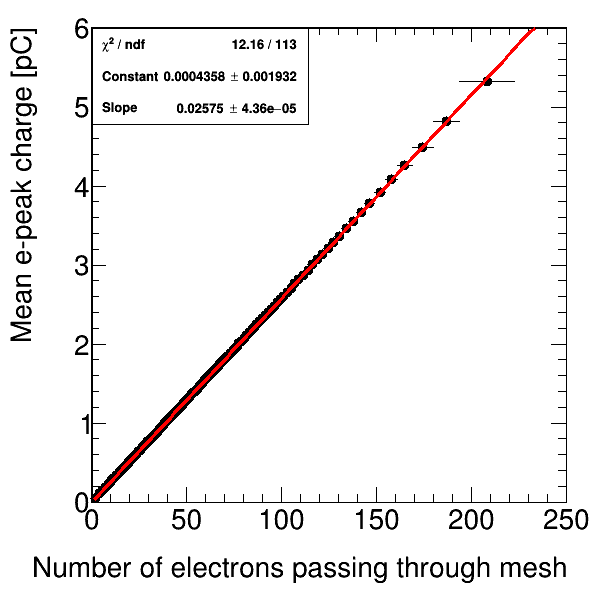 Mean e-peak charge [pC]
6
5
4
3
2
1
0
χ² / ndf 12.16 / 113
Constant 0.0004358 ± 0.001932
Slope 0.02575 ± 4.36e−05
0 50 100 150 200 250
Number of electrons passing through mesh